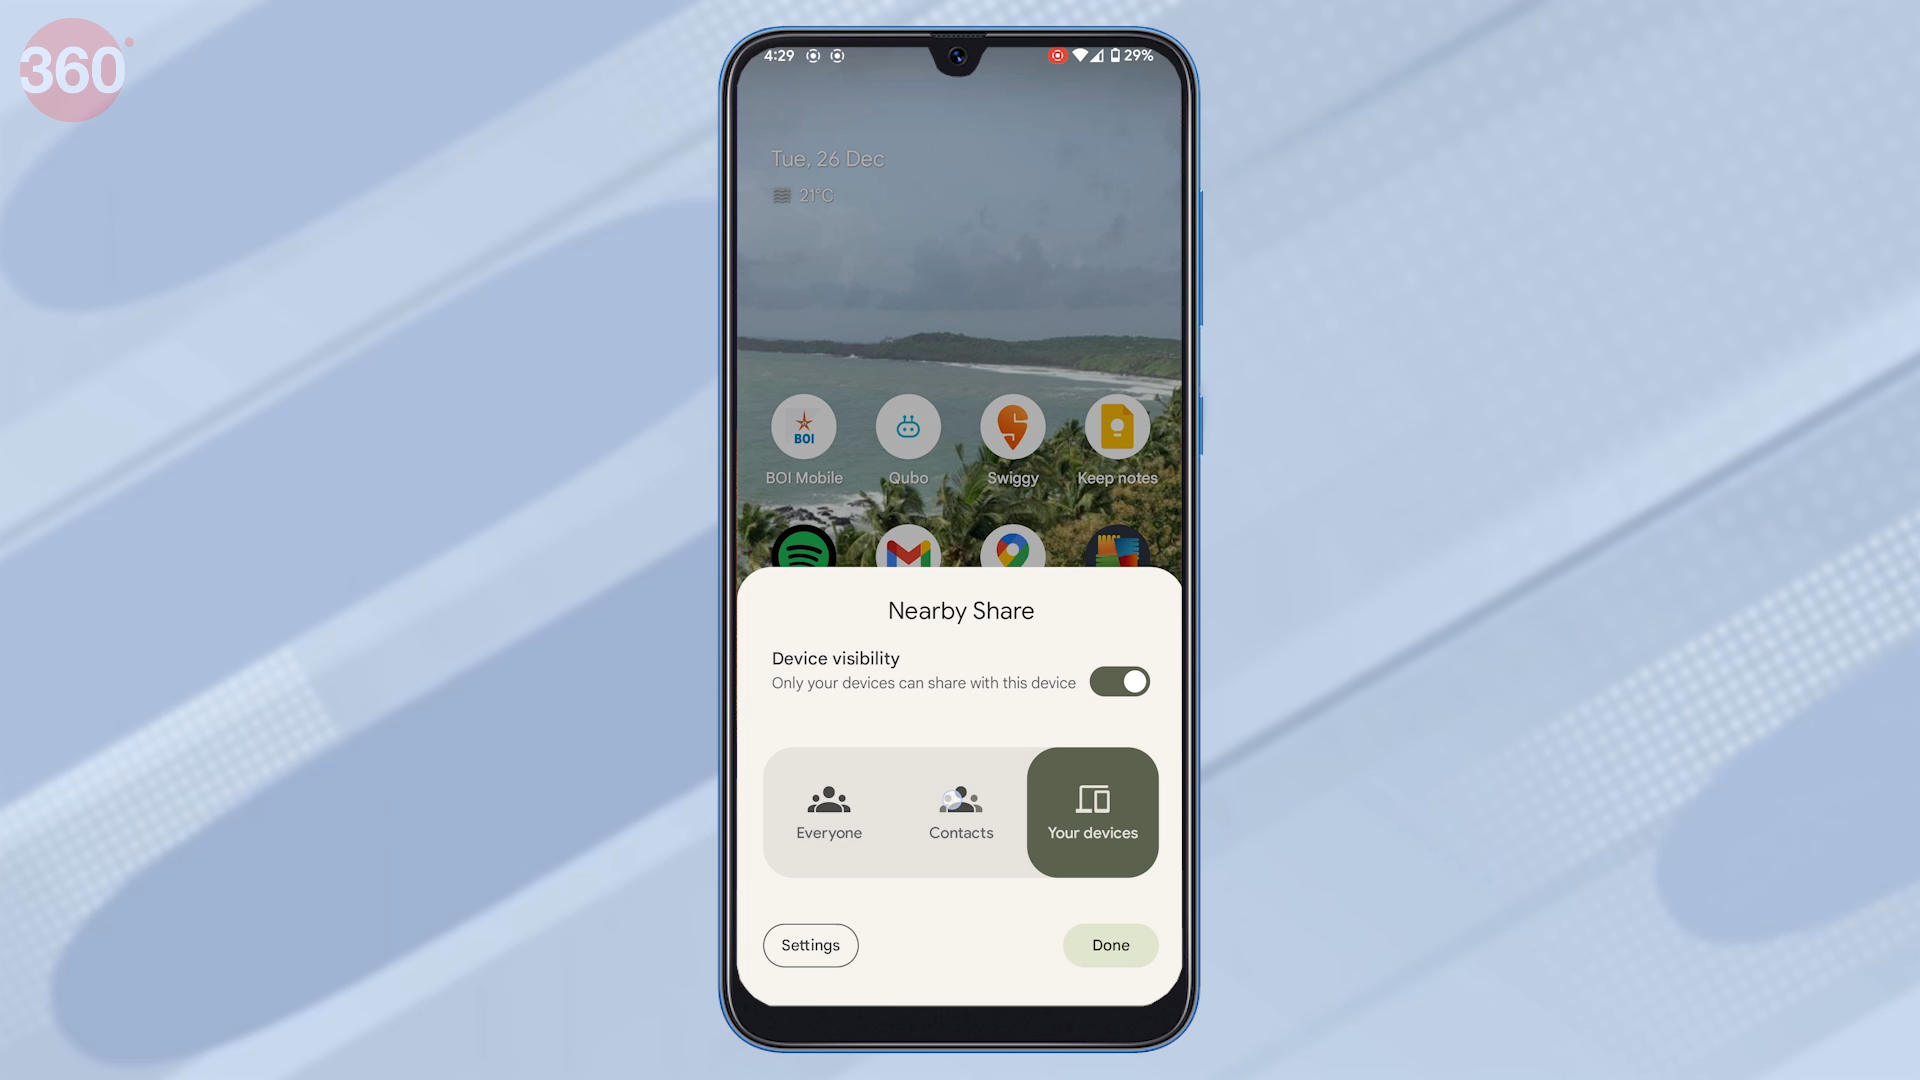 360
4:29
29%
Tue, 26 Dec
21°C
BOI
BOI Mobile
Qubo
Swiggy
Keep notes
Nearby Share
Device visibility
Only your devices can share with this device
Everyone
Contacts
Your devices
Settings
Done